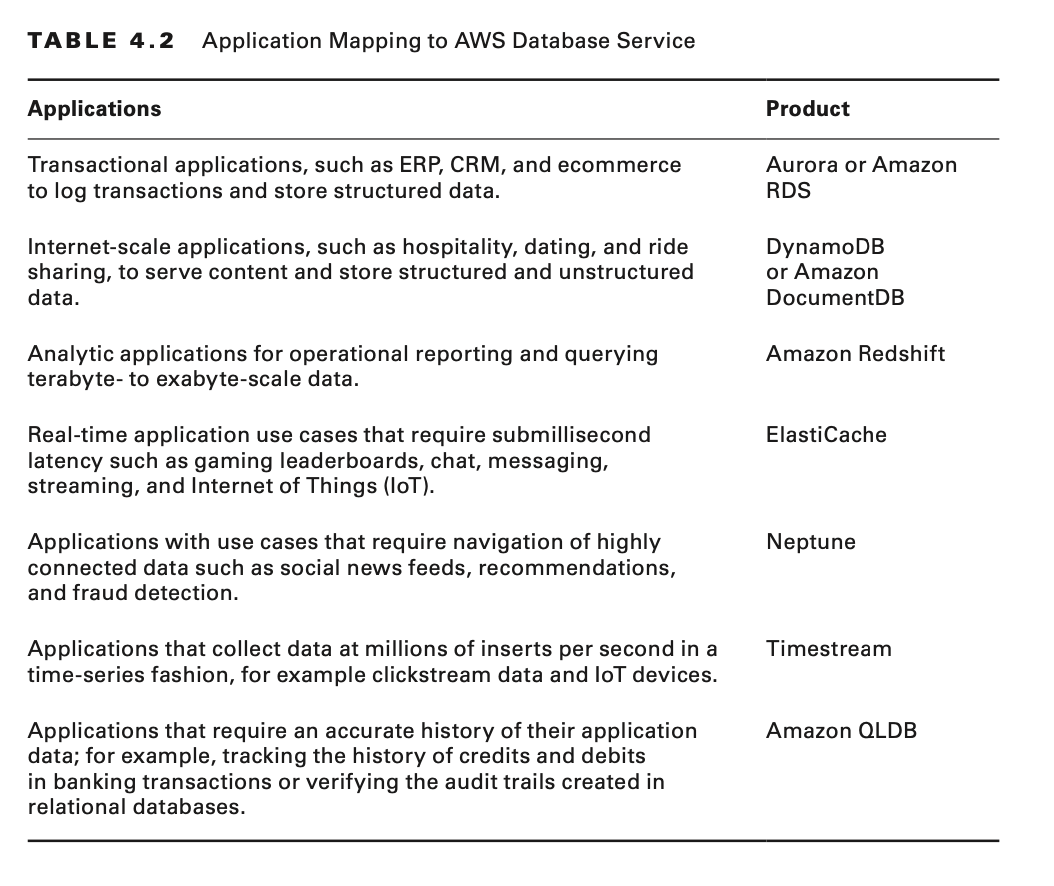 TABLE 4.2 Application Mapping to AWS Database Service
Applications Product
Transactional applications, such as ERP, CRM, and ecommerce Aurora or Amazon
to log transactions and store structured data. RDS
Internet-scale applications, such as hospitality, dating, and ride DynamoDB
sharing, to serve content and store structured and unstructured or Amazon
data. DocumentDB
Analytic applications for operational reporting and querying Amazon Redshift
terabyte- to exabyte-scale data.
Real-time application use cases that require submillisecond ElastiCache
latency such as gaming leaderboards, chat, messaging,
streaming, and Internet of Things (IoT).
Applications with use cases that require navigation of highly Neptune
connected data such as social news feeds, recommendations,
and fraud detection.
Applications that collect data at millions of inserts per second in a Timestream
time-series fashion, for example clickstream data and IoT devices.
Applications that require an accurate history of their application Amazon QLDB
data; for example, tracking the history of credits and debits
in banking transactions or verifying the audit trails created in
relational databases.